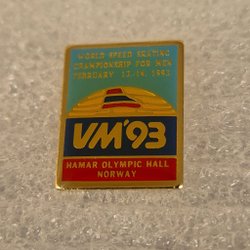 WORLD SPEED SKATING
CHAMPIONSHIP FOR MEN
FEBRUARY 13-14, 1993
VM'93
HAMAR OLYMPIC HALL
NORWAY